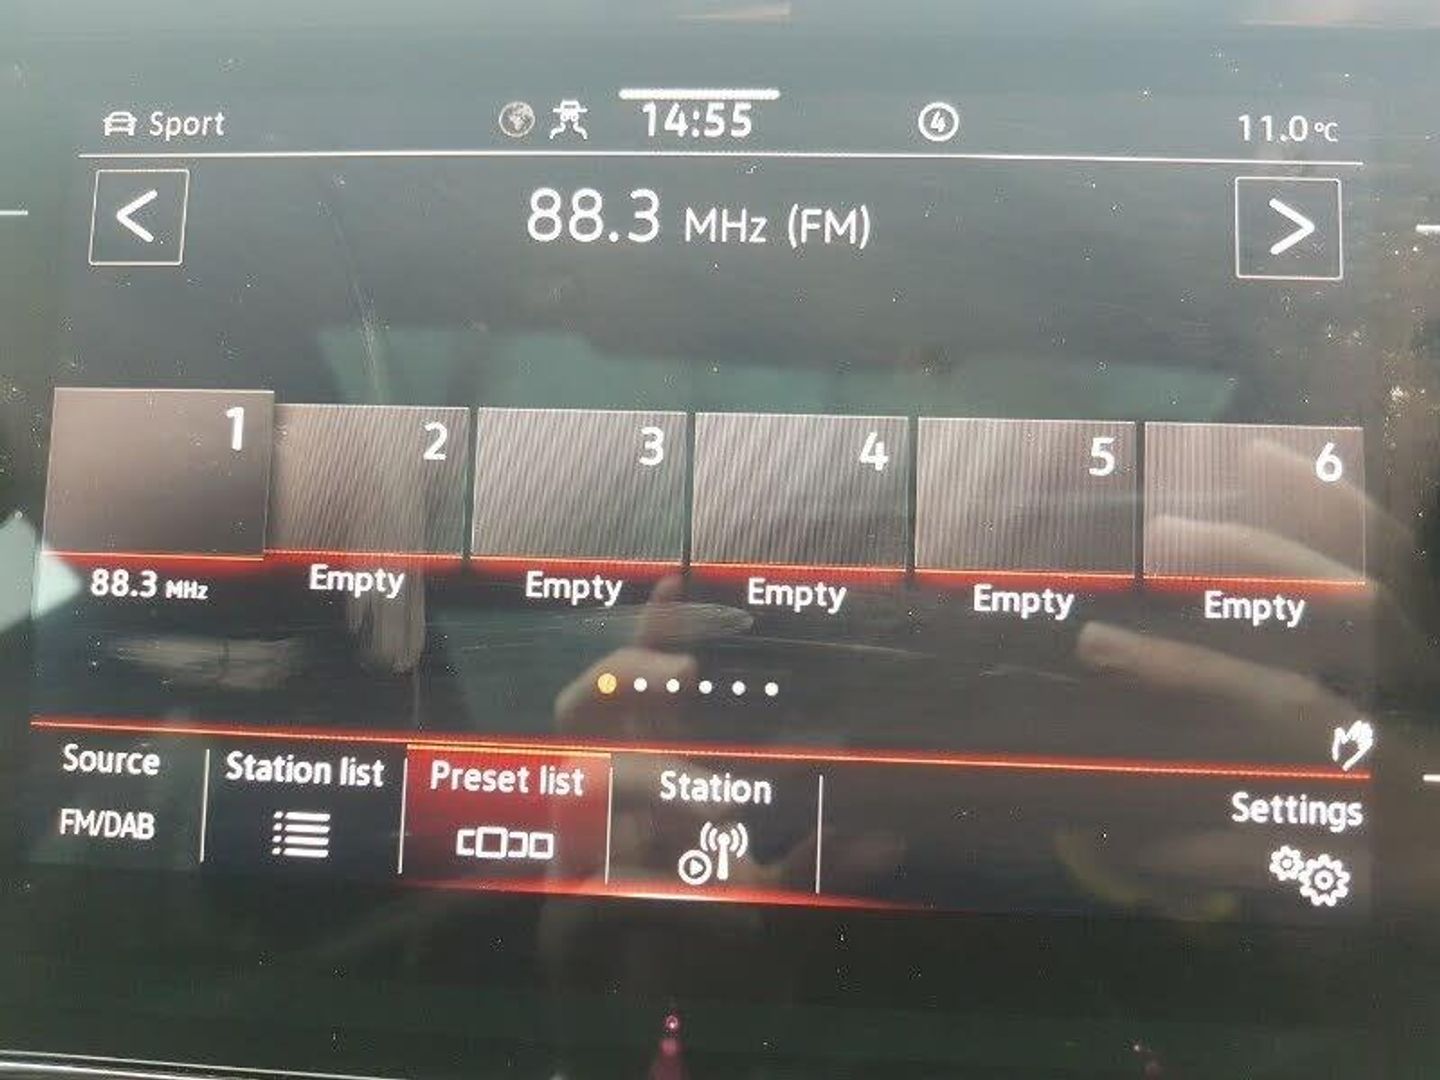 Sport
14:55
4
11.0 °C
<
88.3 MHz (FM)
>
1
2
3
4
5
6
88.3 MHz
Empty
Empty
Empty
Empty
Empty
Source
FM/DAB
Station list
Preset list
Station
Settings